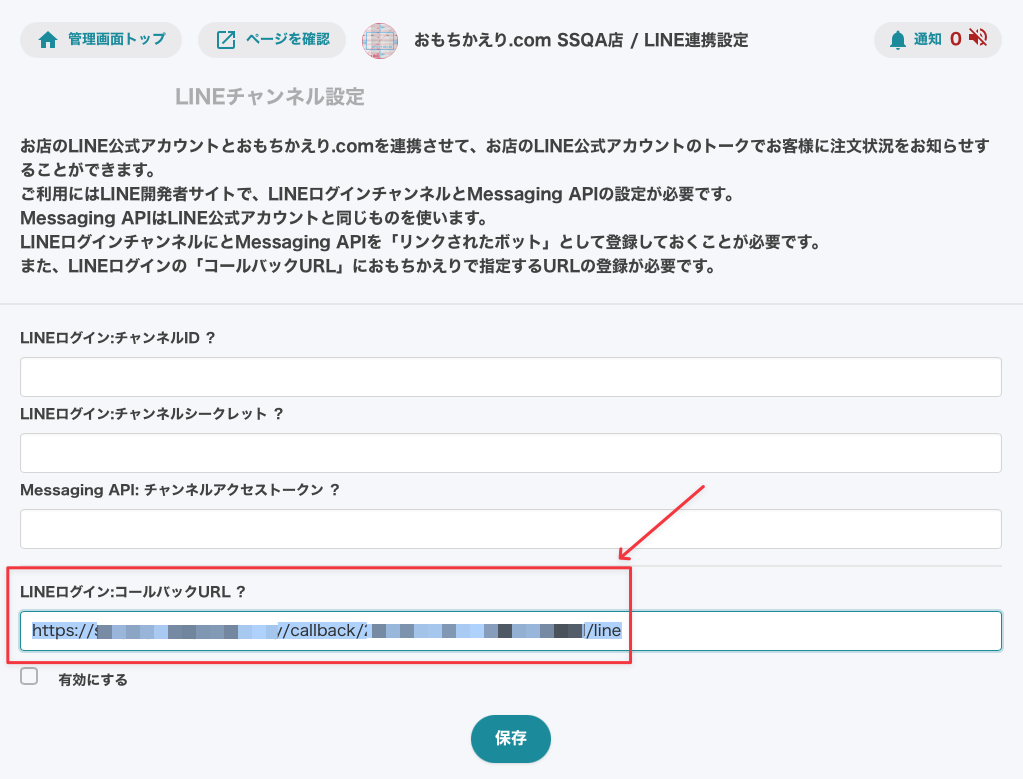 管理画面トップ ページを確認 おもちかえり.com SSQA店 / LINE連携設定 通知 0
LINEチャンネル設定
お店のLINE公式アカウントとおもちかえり.comを連携させて、お店のLINE公式アカウントのトークでお客様に注文状況をお知らせす
ることができます。
ご利用にはLINE開発者サイトで、LINEログインチャンネルとMessaging APIの設定が必要です。
Messaging APIはLINE公式アカウントと同じものを使います。
LINEログインチャンネルにとMessaging APIを「リンクされたボット」として登録しておくことが必要です。
また、LINEログインの「コールバックURL」におもちかえりで指定するURLの登録が必要です。
LINEログイン:チャンネルID ?
LINEログイン:チャンネルシークレット ?
Messaging API: チャンネルアクセストークン ?
LINEログイン:コールバックURL ?
https:// //callback/ /line
有効にする
保存